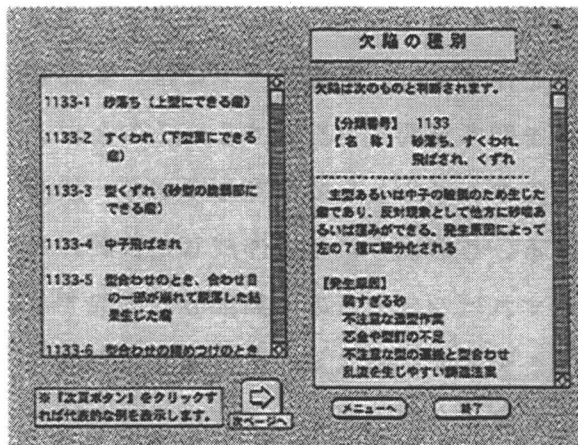 欠陥の種別
1133-1 砂落ち（上型にできる瘤）
1133-2 すくわれ（下型裏にできる
瘤）
1133-3 型くずれ（砂型の
にできる瘤）
1133-4 中子飛ばされ
1133-5 型合わせのとき、合わせ目
の一部が崩れて脱落した結
果生じた瘤
1133-6 型合わせの締めつけのとき
※『次頁ボタン』をクリックす
れば代表的な例を表示します。
次ページへ
欠陥は次のものと判断されます。
【分類番号】 1133
【名 称】 砂落ち、すくわれ、
飛ばされ、くずれ
主型あるいは中子の破損のため生じた
瘤であり、反対現象として他方に砂噛あ
るいは窪みができる。発生原因によって
左の7種に細分化される
【発生原因】
脆すぎる砂
不注意な造型作業
芯金や型釘の不足
不注意な型の運搬と型合わせ
乱流を生じやすい鋳造法案
メニューへ
終了